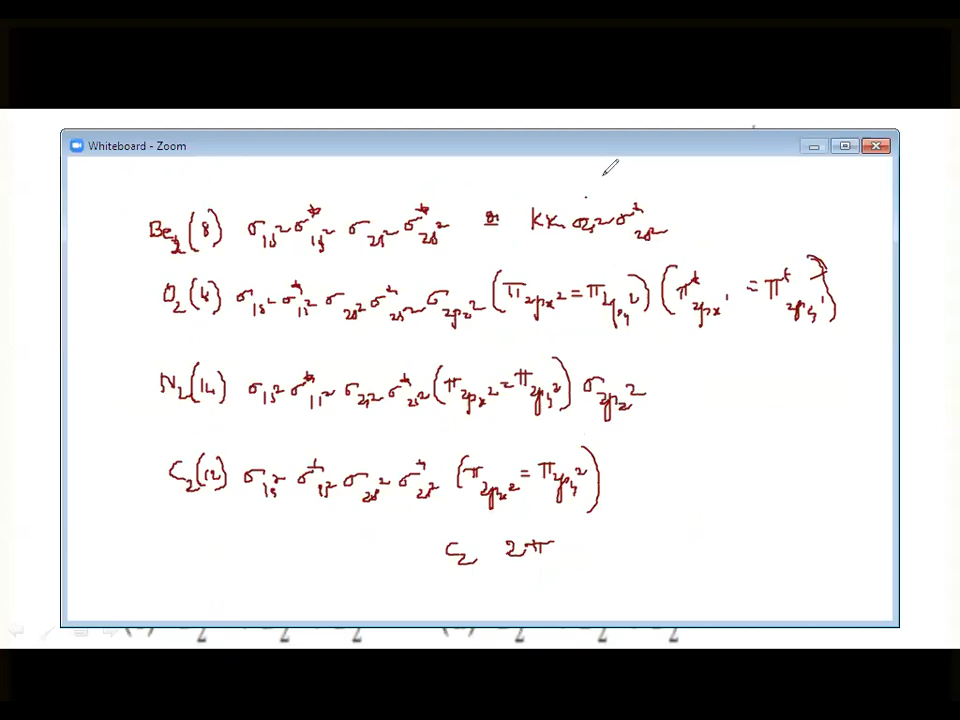 Whiteboard - Zoom
Be₂(8) σ1s² σ*1s² σ2s² σ*2s² or KK σ2s² σ*2s²
O₂(16) σ1s² σ*1s² σ2s² σ*2s² σ2pz² (π2px² = π2py²) (π*2px¹ = π*2py¹)
N₂(14) σ1s² σ*1s² σ2s² σ*2s² (π2px² = π2py²) σ2pz²
C₂(12) σ1s² σ*1s² σ2s² σ*2s² (π2px² = π2py²)
C₂ 2π